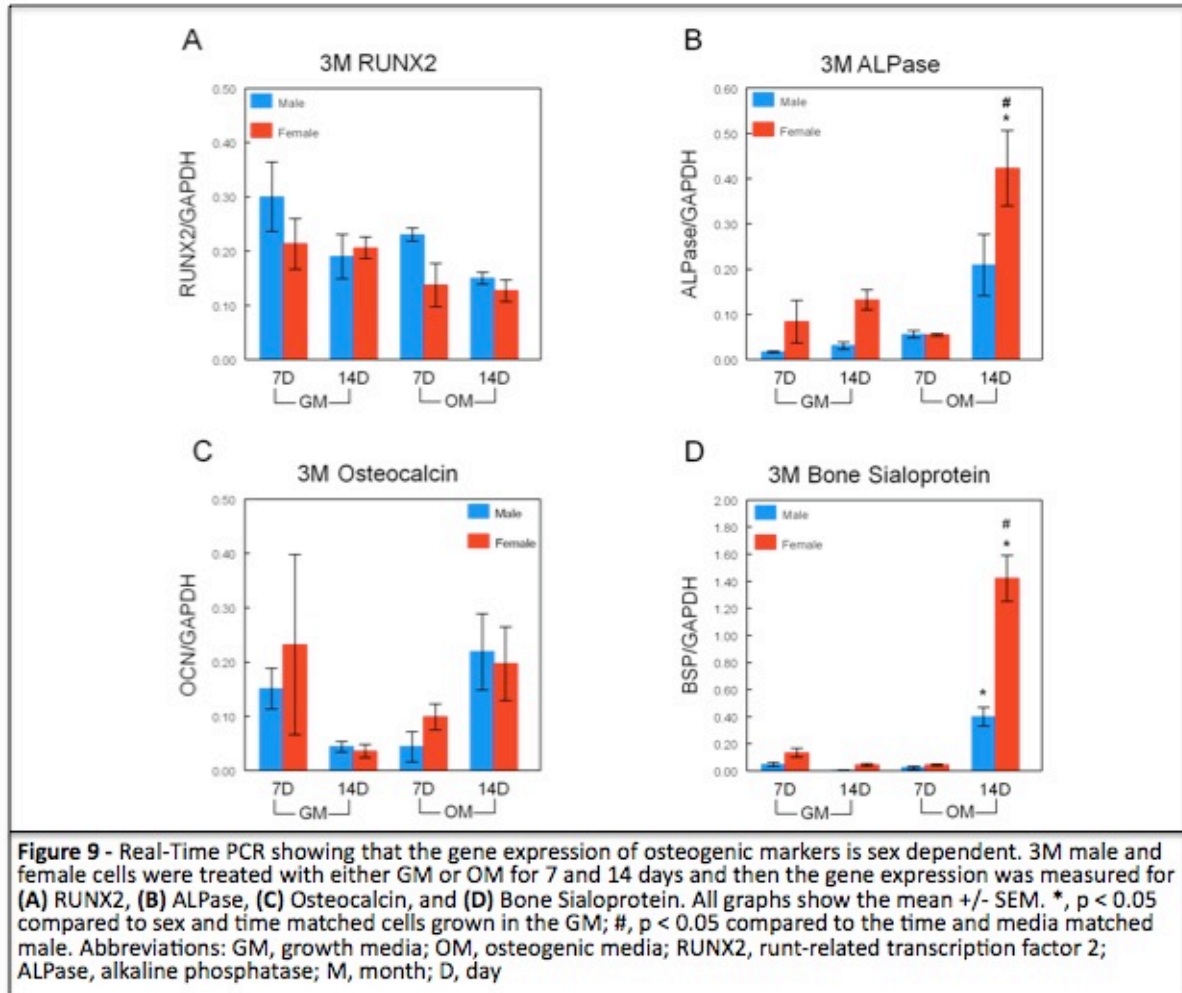 A
3M RUNX2
0.50
0.40
0.30
0.20
0.10
0.00
RUNX2/GAPDH
Male
Female
7D
14D
7D
14D
GM
OM
B
3M ALPase
0.60
0.50
0.40
0.30
0.20
0.10
0.00
ALPase/GAPDH
Male
Female
#
*
7D
14D
7D
14D
GM
OM
C
3M Osteocalcin
0.50
0.40
0.30
0.20
0.10
0.00
OCN/GAPDH
Male
Female
7D
14D
7D
14D
GM
OM
D
3M Bone Sialoprotein
2.00
1.80
1.60
1.40
1.20
1.00
0.80
0.60
0.40
0.20
0.00
BSP/GAPDH
Male
Female
#
*
*
7D
14D
7D
14D
GM
OM
Figure 9 - Real-Time PCR showing that the gene expression of osteogenic markers is sex dependent. 3M male and
female cells were treated with either GM or OM for 7 and 14 days and then the gene expression was measured for
(A) RUNX2, (B) ALPase, (C) Osteocalcin, and (D) Bone Sialoprotein. All graphs show the mean +/- SEM. *, p < 0.05
compared to sex and time matched cells grown in the GM; #, p < 0.05 compared to the time and media matched
male. Abbreviations: GM, growth media; OM, osteogenic media; RUNX2, runt-related transcription factor 2;
ALPase, alkaline phosphatase; M, month; D, day